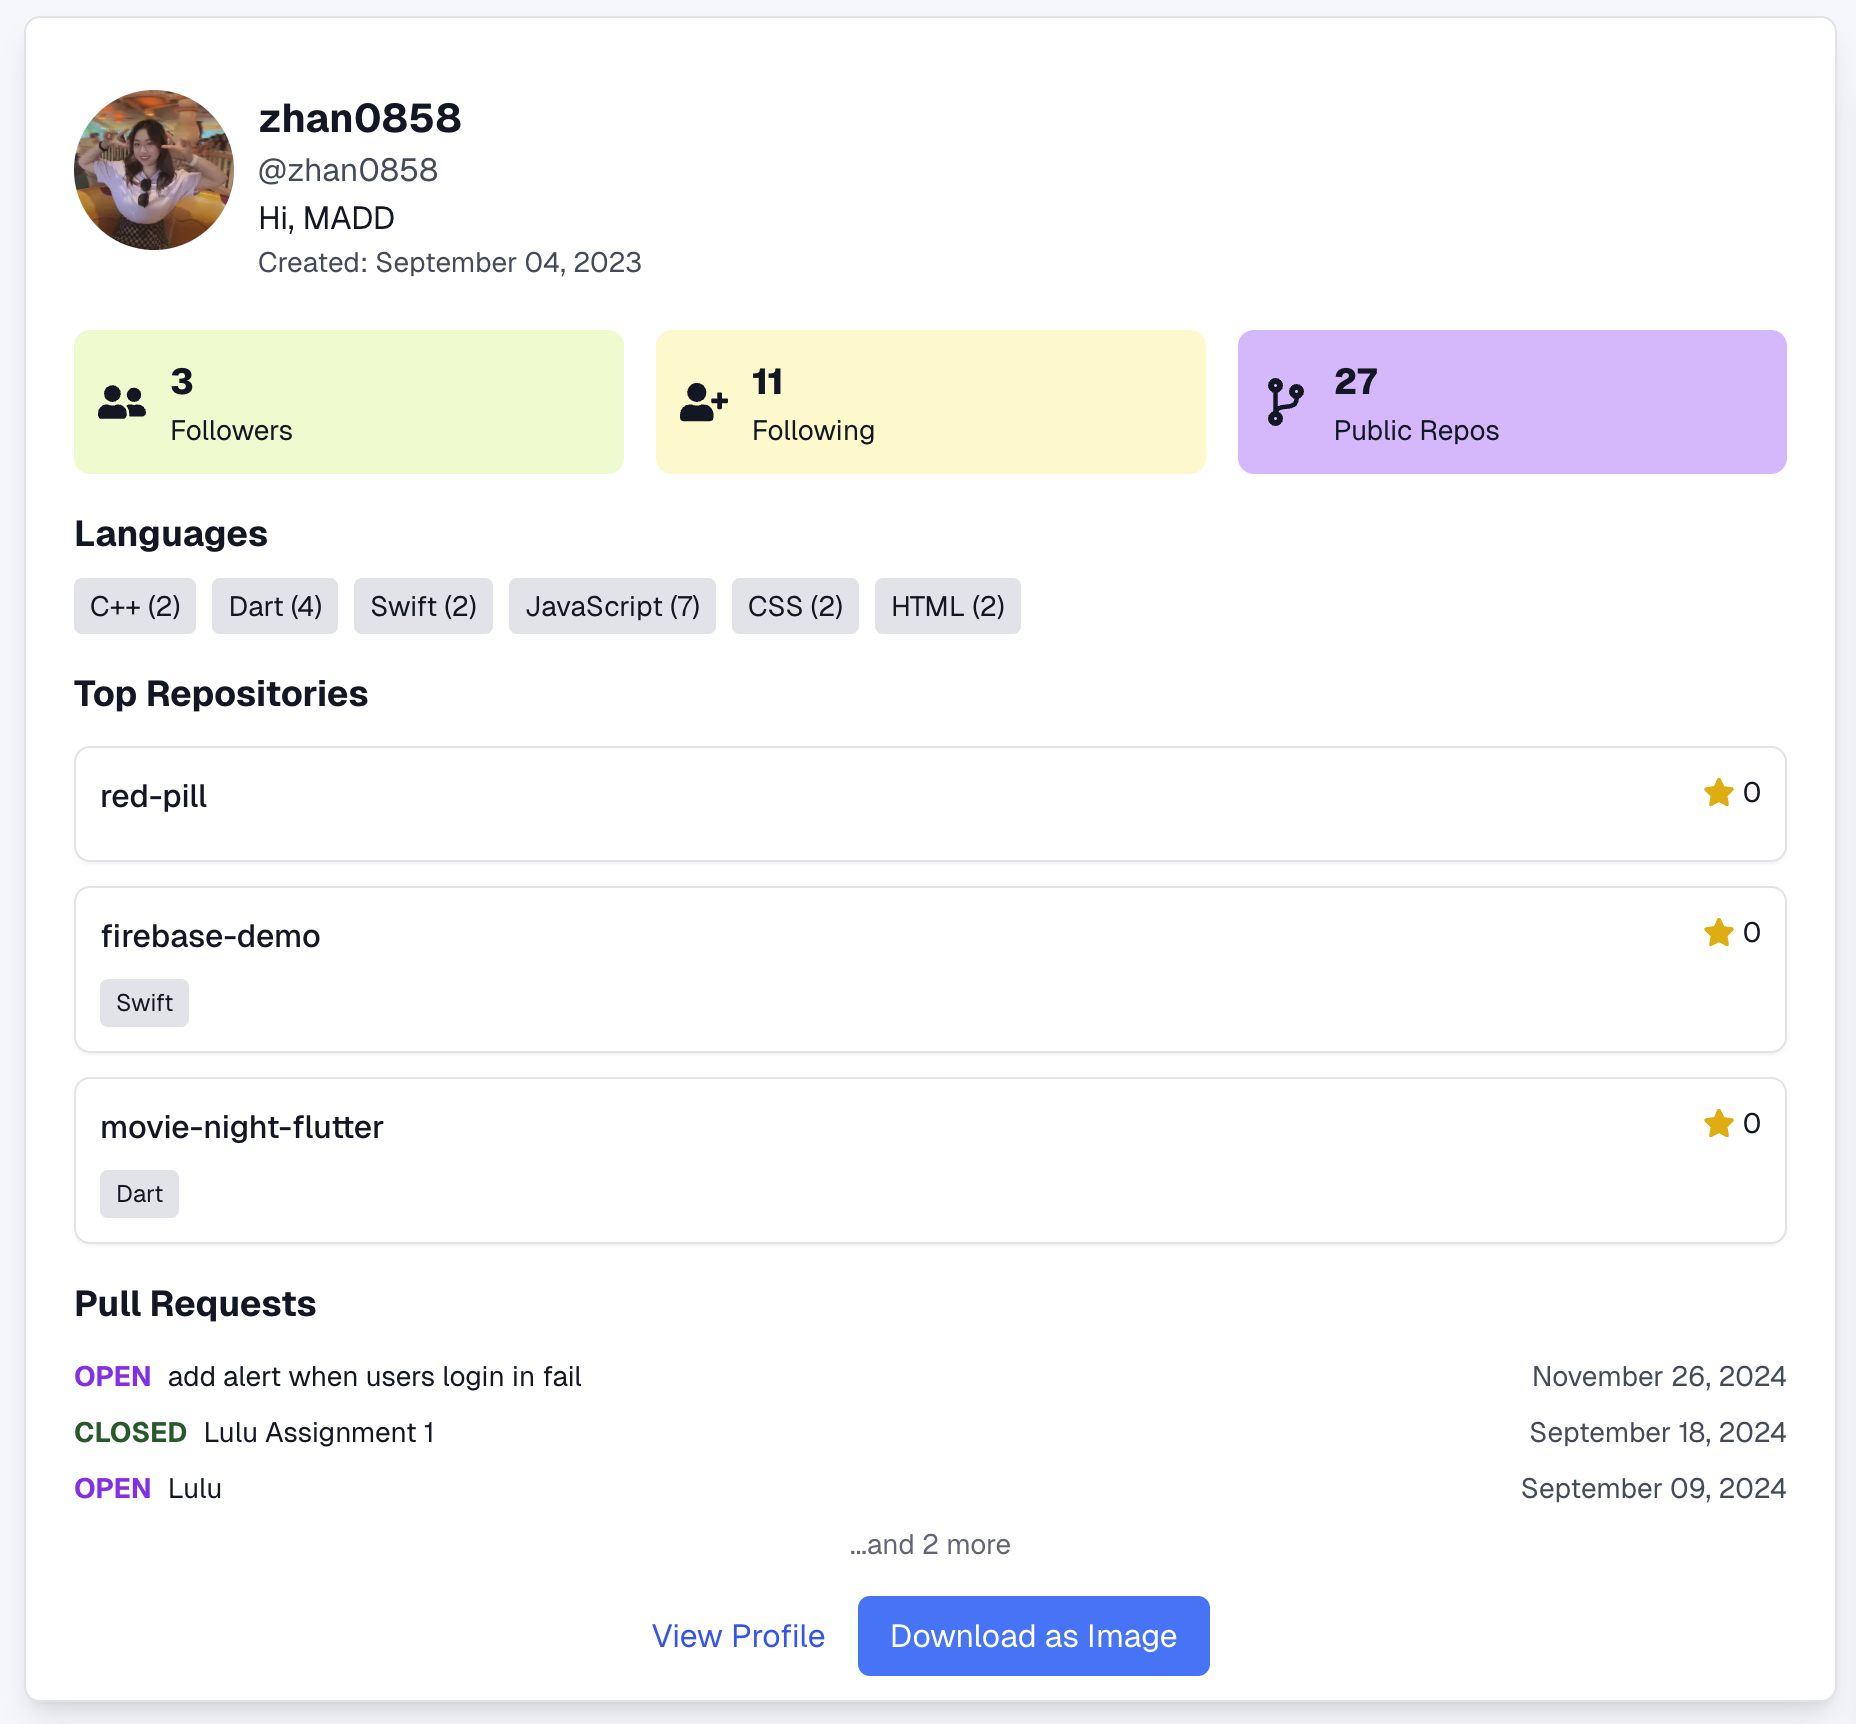 zhan0858
@zhan0858
Hi, MADD
Created: September 04, 2023
3
Followers
11
Following
27
Public Repos
Languages
C++ (2) Dart (4) Swift (2) JavaScript (7) CSS (2) HTML (2)
Top Repositories
red-pill 0
firebase-demo 0
Swift
movie-night-flutter 0
Dart
Pull Requests
OPEN add alert when users login in fail November 26, 2024
CLOSED Lulu Assignment 1 September 18, 2024
OPEN Lulu September 09, 2024
...and 2 more
View Profile Download as Image